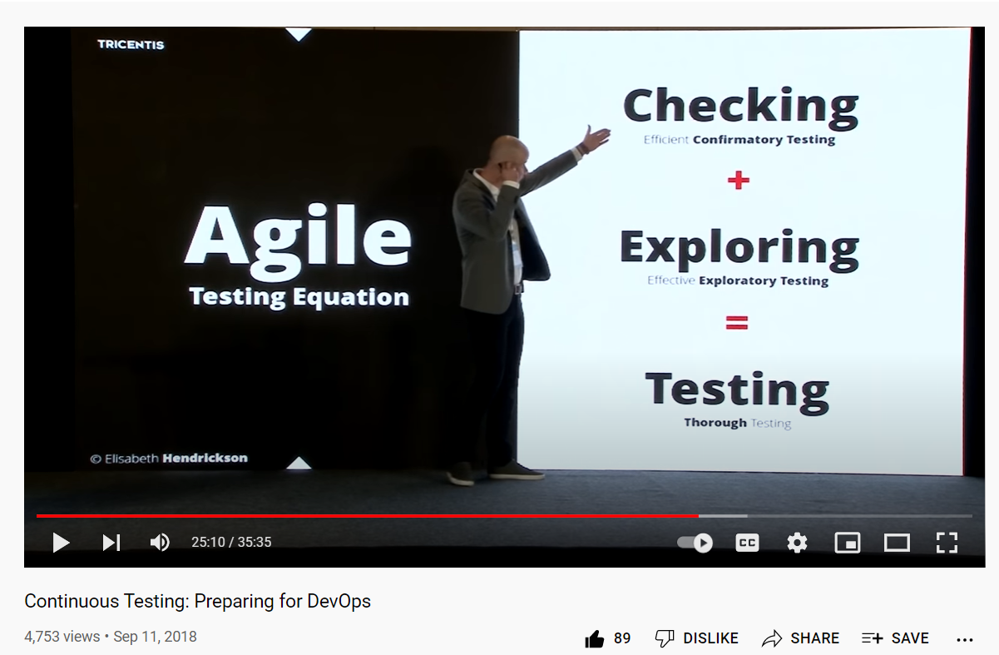 TRICENTIS
Agile
Testing Equation
© Elisabeth Hendrickson
Checking
Efficient Confirmatory Testing
+
Exploring
Effective Exploratory Testing
=
Testing
Thorough Testing
25:10 / 35:35
CC
Continuous Testing: Preparing for DevOps
4,753 views • Sep 11, 2018
89 DISLIKE SHARE SAVE